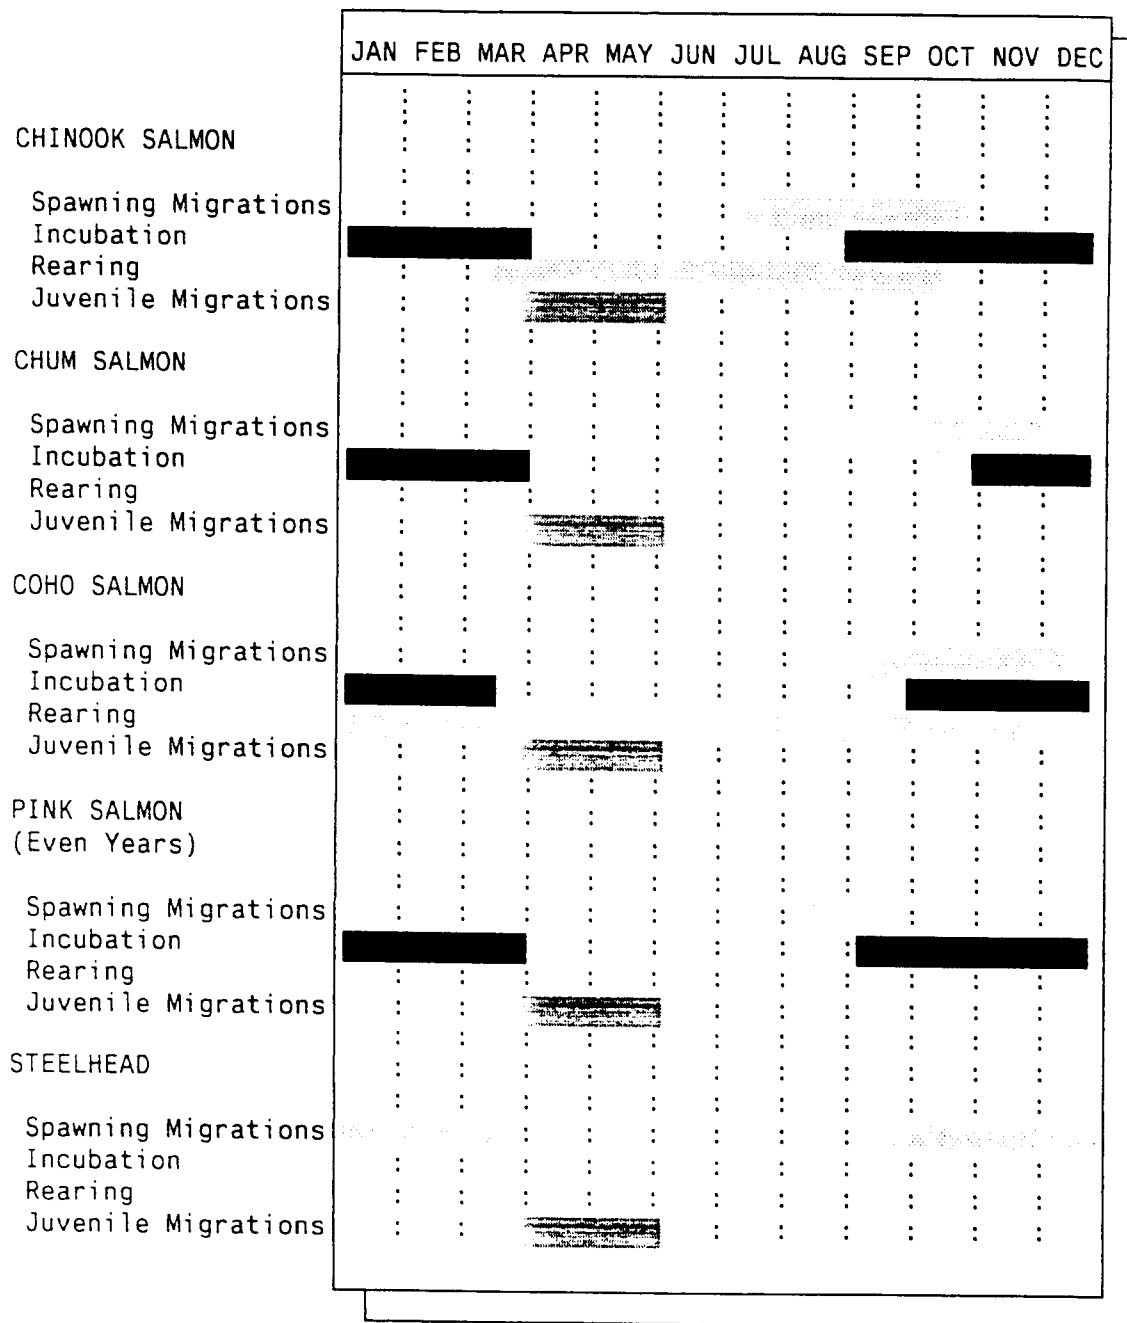 JAN FEB MAR APR MAY JUN JUL AUG SEP OCT NOV DEC
CHINOOK SALMON
Spawning Migrations
Incubation
Rearing
Juvenile Migrations
CHUM SALMON
Spawning Migrations
Incubation
Rearing
Juvenile Migrations
COHO SALMON
Spawning Migrations
Incubation
Rearing
Juvenile Migrations
PINK SALMON
(Even Years)
Spawning Migrations
Incubation
Rearing
Juvenile Migrations
STEELHEAD
Spawning Migrations
Incubation
Rearing
Juvenile Migrations